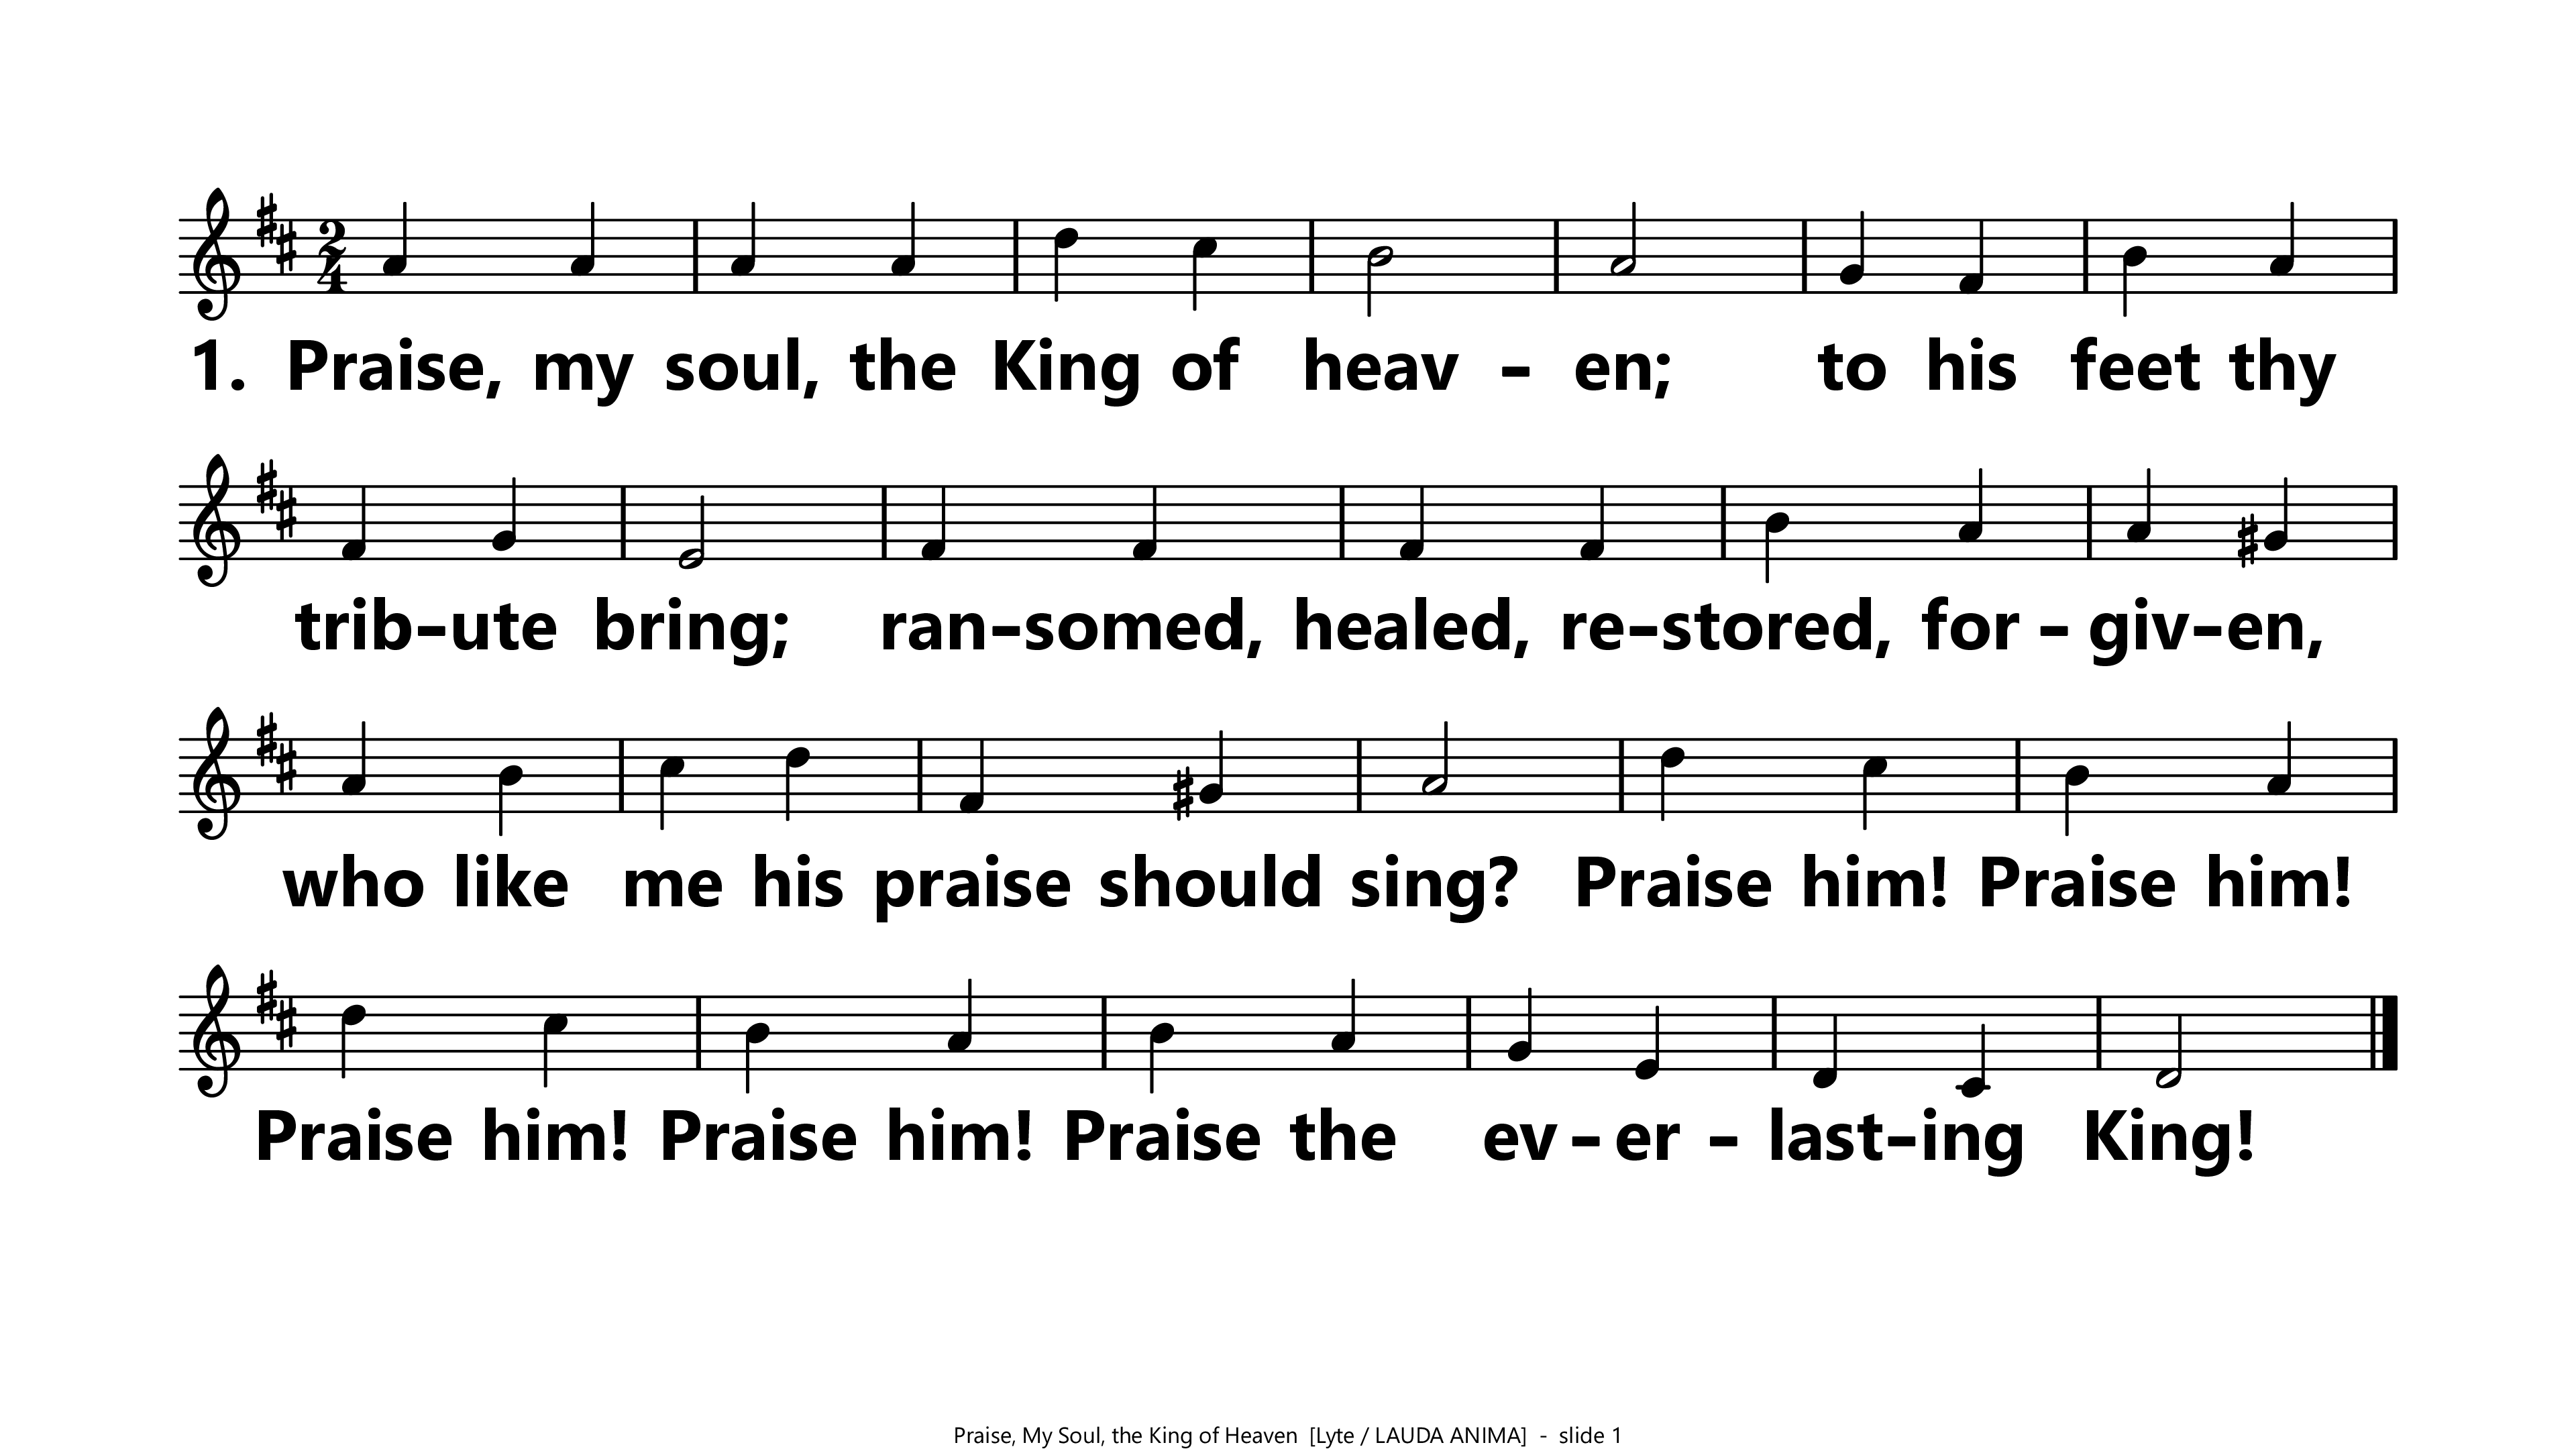 1. Praise, my soul, the King of heav - en; to his feet thy
trib-ute bring; ran-somed, healed, re-stored, for - giv-en,
who like me his praise should sing? Praise him! Praise him!
Praise him! Praise him! Praise the ev - er - last-ing King!
Praise, My Soul, the King of Heaven [Lyte / LAUDA ANIMA] - slide 1